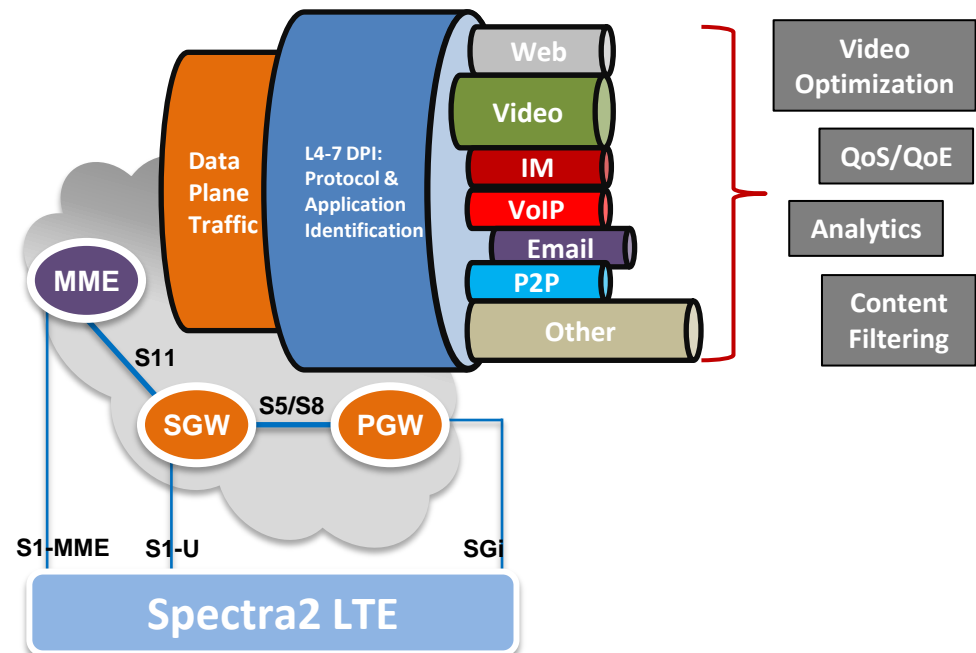 Web
Video
IM
VoIP
Email
P2P
Other
Data
Plane
Traffic
L4-7 DPI:
Protocol &
Application
Identification
Video
Optimization
QoS/QoE
Analytics
Content
Filtering
MME
S11
SGW
S5/S8
PGW
S1-MME
S1-U
SGi
Spectra2 LTE